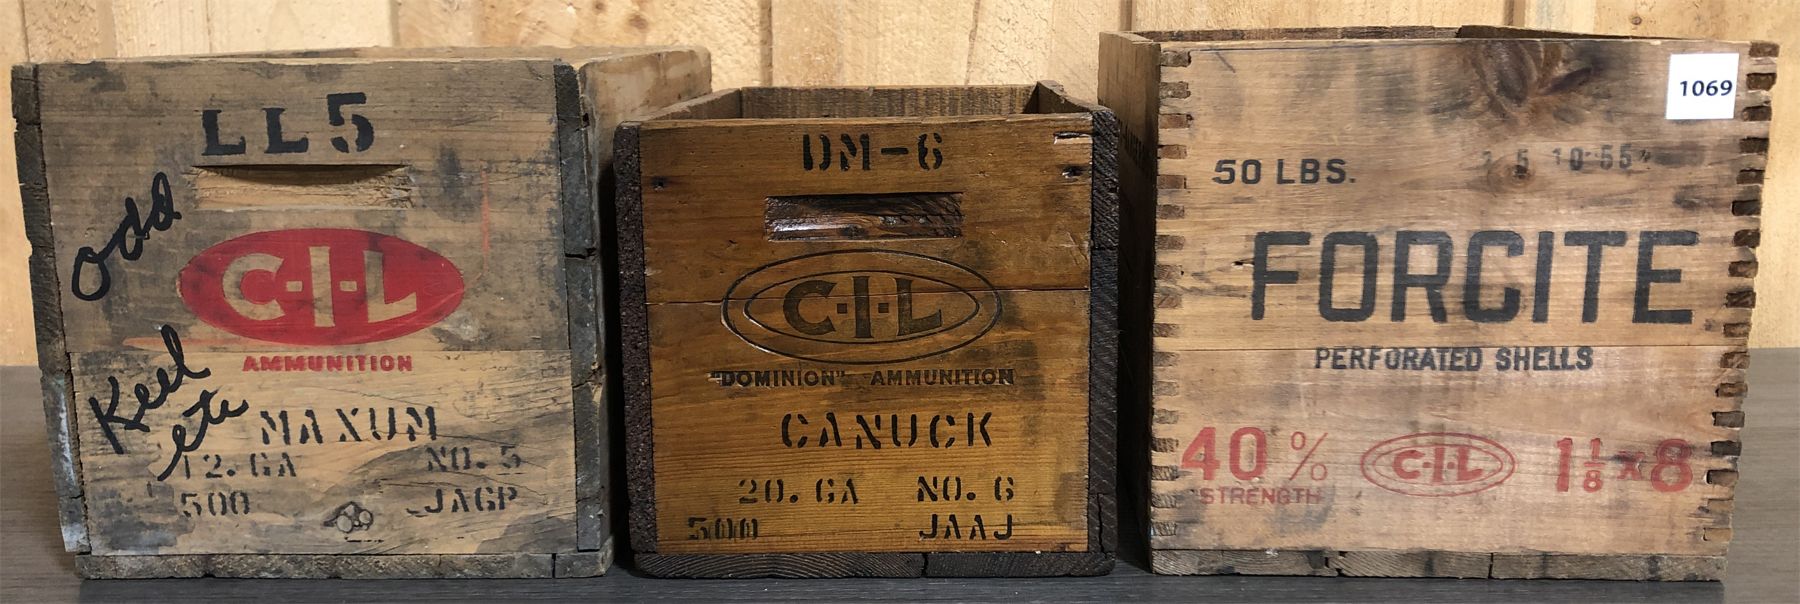 LL5
Odd
C-I-L
AMMUNITION
Keel
etc
MAXUM
12. GA NO. 5
500 JAGP
DM-6
C-I-L
"DOMINION" AMMUNITION
CANUCK
20. GA NO. 6
500 JAAJ
1069
50 LBS.
FORCITE
PERFORATED SHELLS
40% C-I-L 1 1/8 x 8
STRENGTH